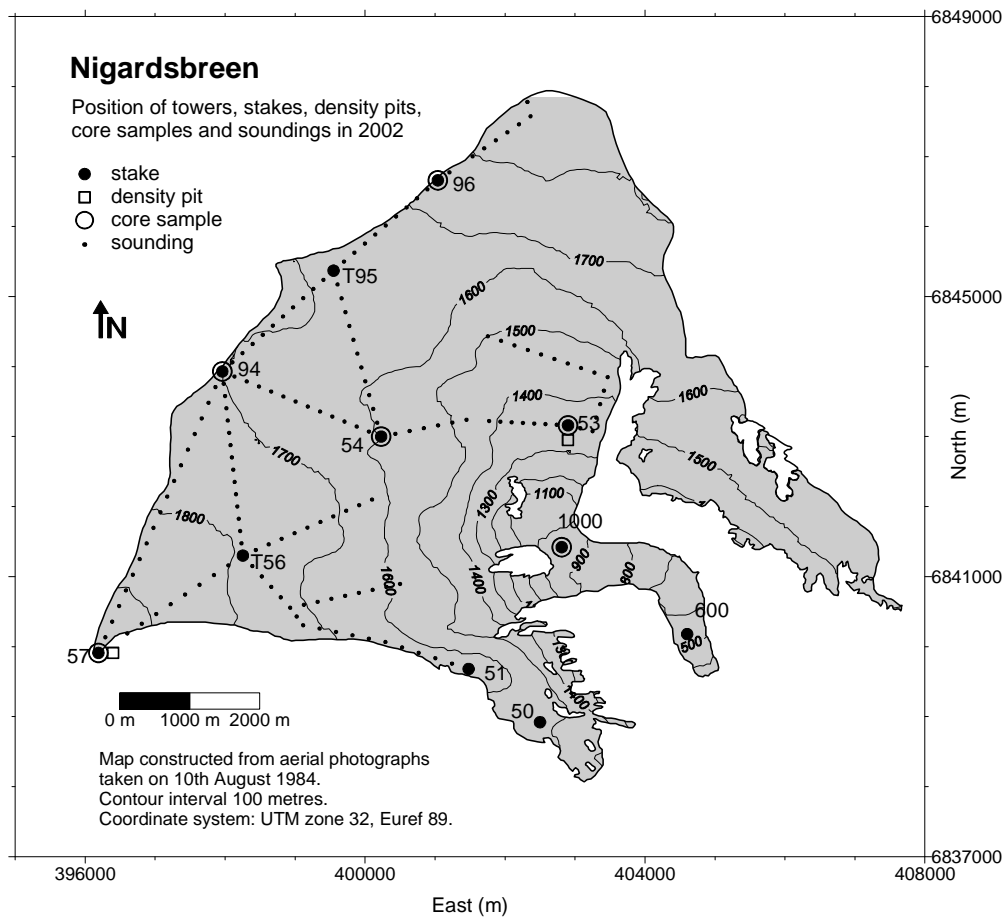 6849000
Nigardsbreen
Position of towers, stakes, density pits,
core samples and soundings in 2002
stake
density pit
core sample
sounding
96
1700
T95
1600
6845000
N
1500
94
1400
1600
53
54
1700
1500
1300
1100
1000
1800
T56
900
800
1600
1400
6841000
600
57
500
51
1400
50
0 m 1000 m 2000 m
Map constructed from aerial photographs
taken on 10th August 1984.
Contour interval 100 metres.
Coordinate system: UTM zone 32, Euref 89.
6837000
396000 400000 404000 408000
East (m)
North (m)